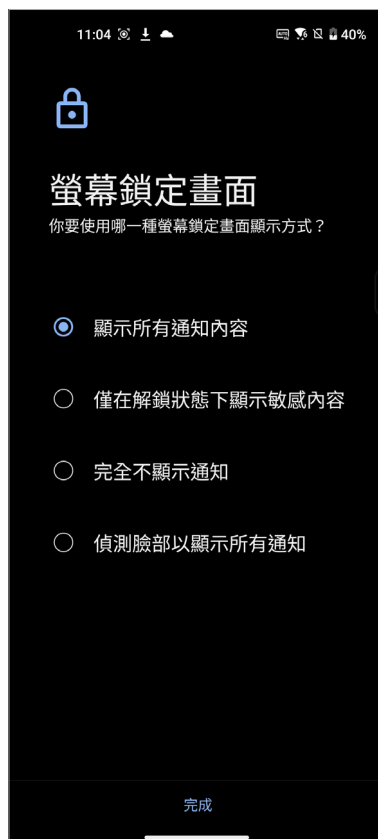 11:04 40%
螢幕鎖定畫面
你要使用哪一種螢幕鎖定畫面顯示方式？
顯示所有通知內容
僅在解鎖狀態下顯示敏感內容
完全不顯示通知
偵測臉部以顯示所有通知
完成